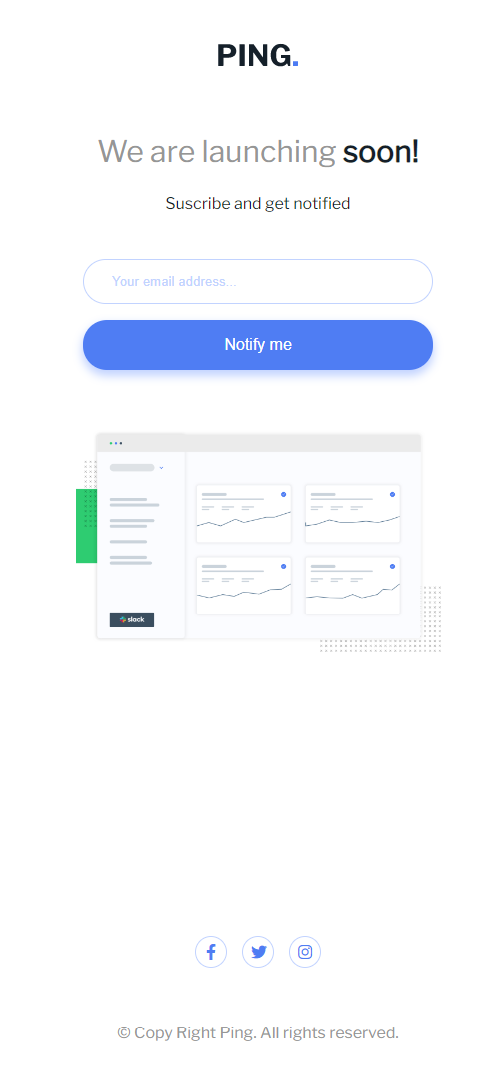 PING.
We are launching soon!
Suscribe and get notified
Your email address...
Notify me
slack
© Copy Right Ping. All rights reserved.